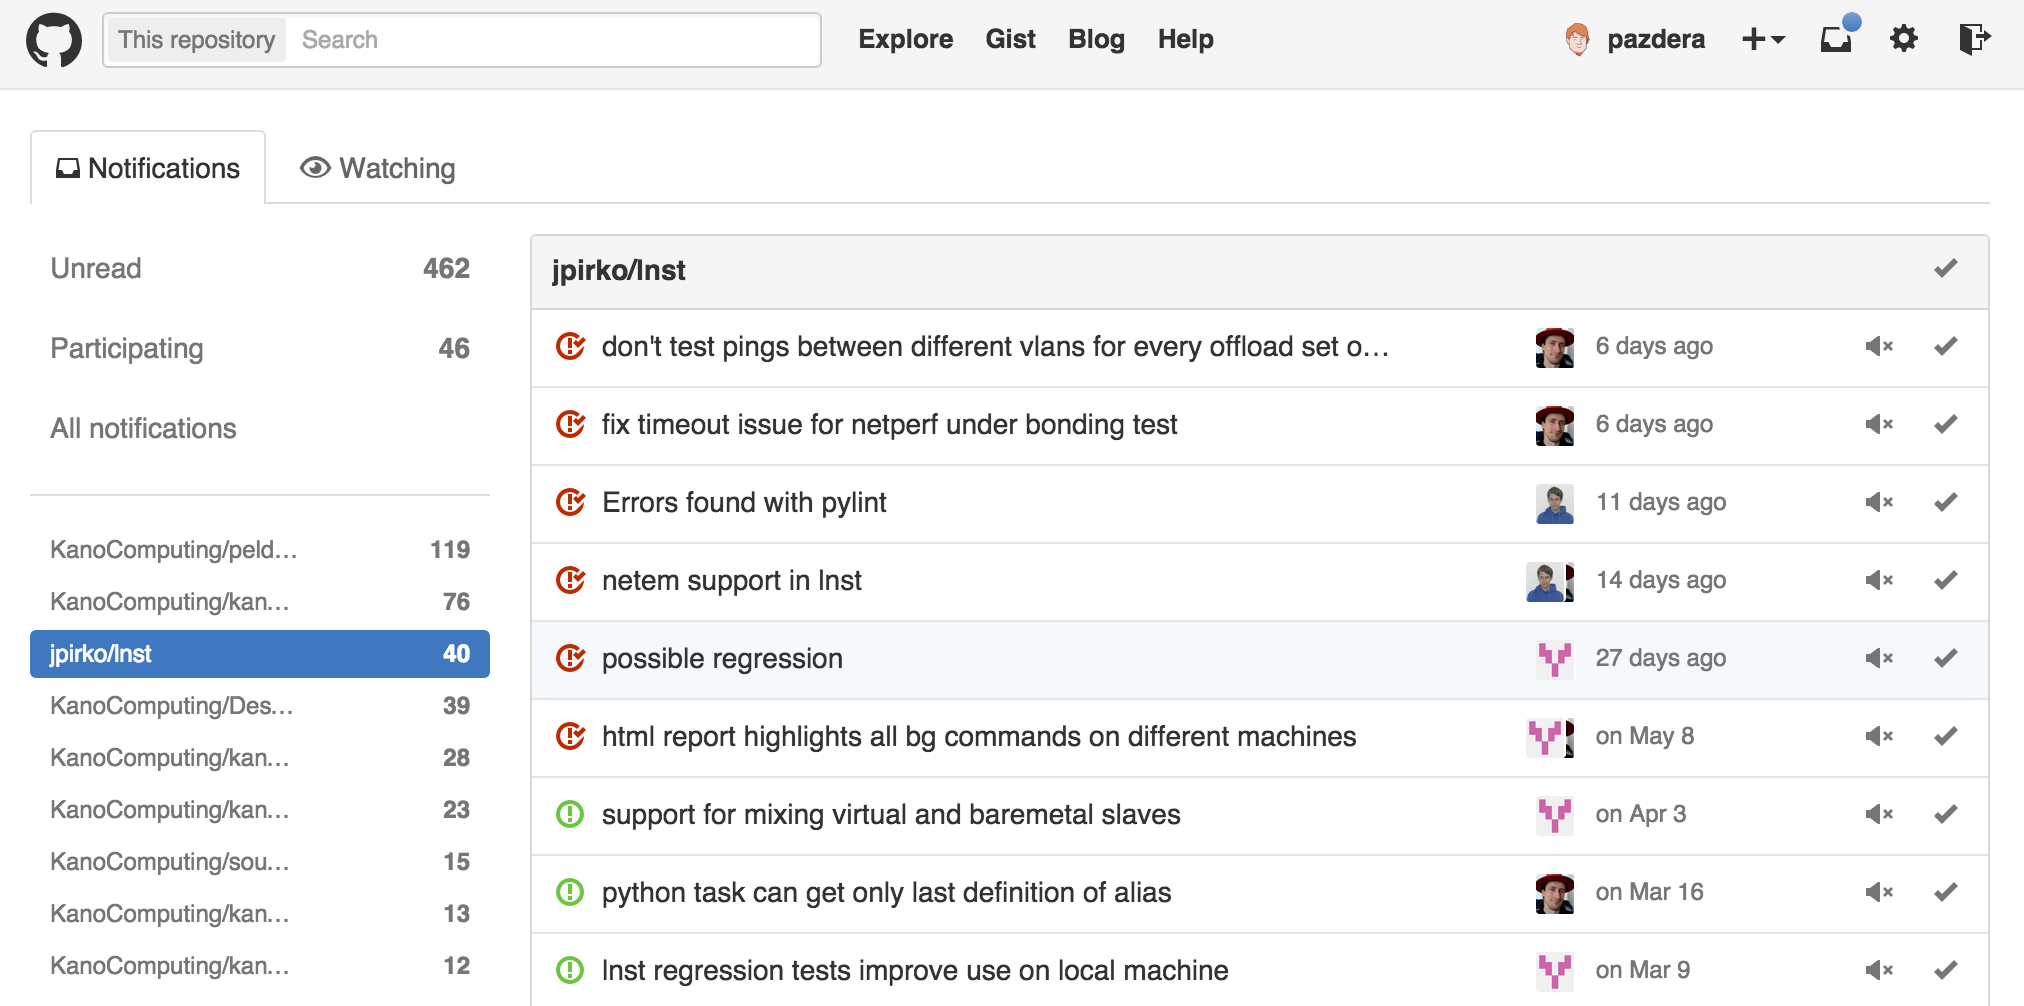 This repository Search Explore Gist Blog Help pazdera
Notifications Watching
Unread 462
Participating 46
All notifications
KanoComputing/peld... 119
KanoComputing/kan... 76
jpirko/lnst 40
KanoComputing/Des... 39
KanoComputing/kan... 28
KanoComputing/kan... 23
KanoComputing/sou... 15
KanoComputing/kan... 13
KanoComputing/kan... 12
jpirko/lnst
don't test pings between different vlans for every offload set o... 6 days ago
fix timeout issue for netperf under bonding test 6 days ago
Errors found with pylint 11 days ago
netem support in lnst 14 days ago
possible regression 27 days ago
html report highlights all bg commands on different machines on May 8
support for mixing virtual and baremetal slaves on Apr 3
python task can get only last definition of alias on Mar 16
lnst regression tests improve use on local machine on Mar 9